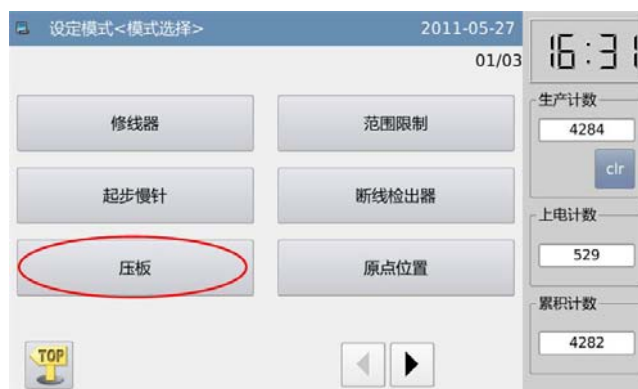 设定模式<模式选择>
2011-05-27
01/03
16:31
修线器
范围限制
起步慢针
断线检出器
压板
原点位置
TOP
生产计数
4284
clr
上电计数
529
累积计数
4282